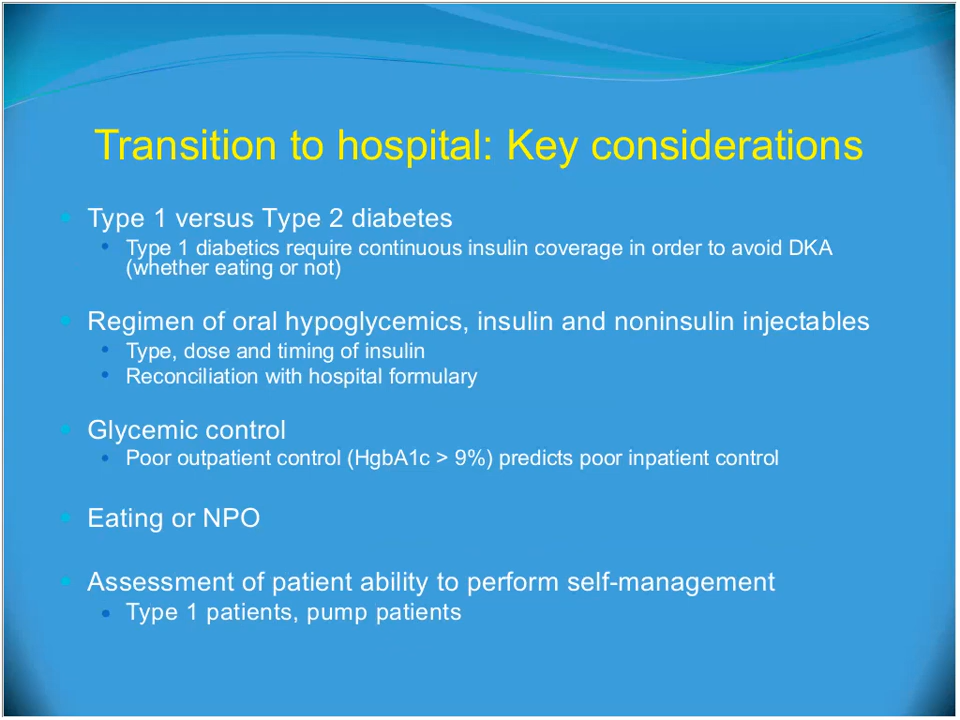 Transition to hospital: Key considerations
Type 1 versus Type 2 diabetes
Type 1 diabetics require continuous insulin coverage in order to avoid DKA
(whether eating or not)
Regimen of oral hypoglycemics, insulin and noninsulin injectables
Type, dose and timing of insulin
Reconciliation with hospital formulary
Glycemic control
Poor outpatient control (HgbA1c > 9%) predicts poor inpatient control
Eating or NPO
Assessment of patient ability to perform self-management
Type 1 patients, pump patients